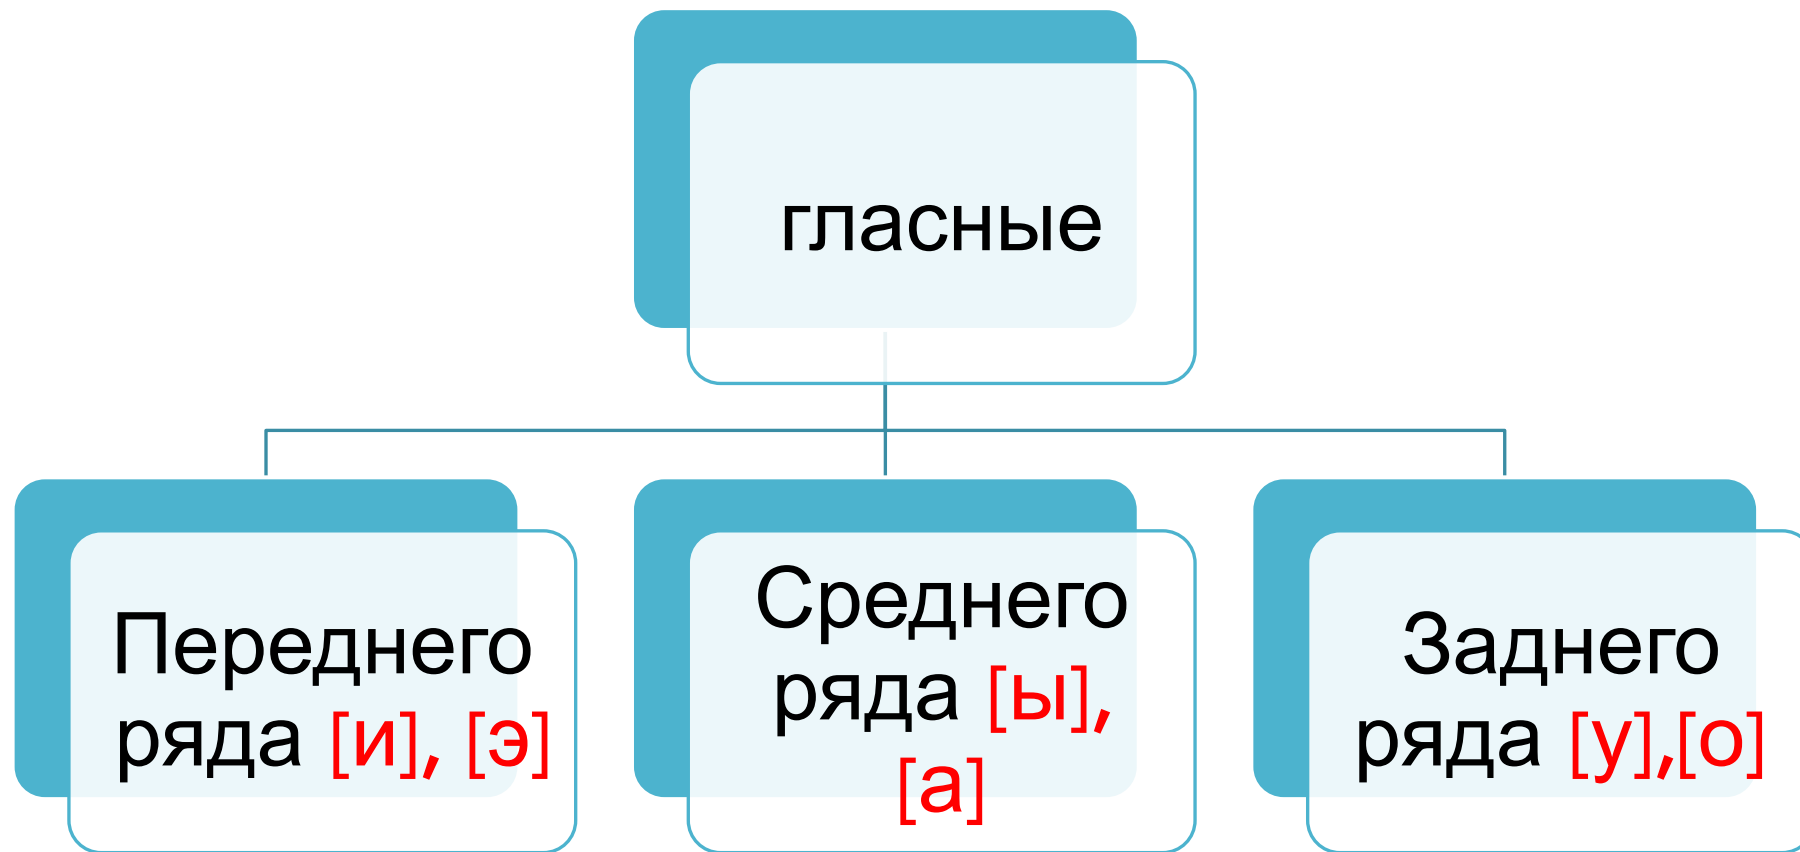 гласные
Переднего
ряда [и], [э]
Среднего
ряда [ы],
[а]
Заднего
ряда [у],[о]